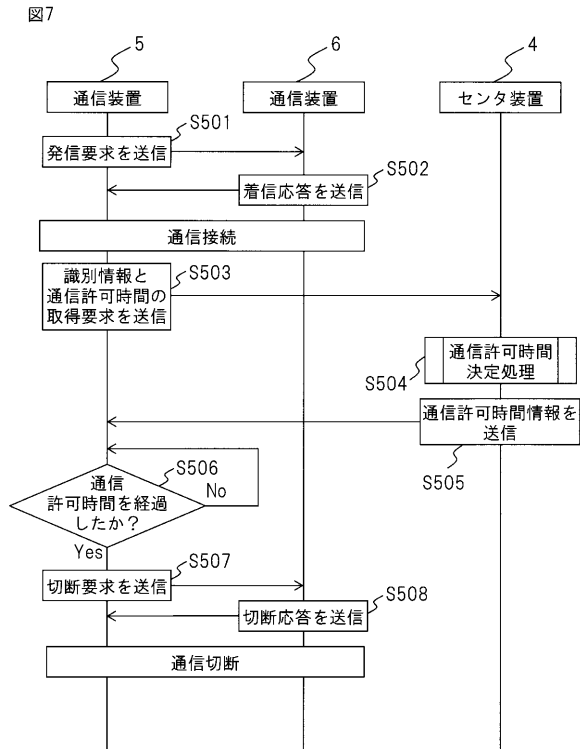 図7
5
6
4
通信装置
通信装置
センタ装置
S501
発信要求を送信
S502
着信応答を送信
通信接続
S503
識別情報と
通信許可時間の
取得要求を送信
通信許可時間
決定処理
S504
通信許可時間情報を
送信
S505
S506
通信
許可時間を経過
したか?
No
Yes
S507
切断要求を送信
S508
切断応答を送信
通信切断